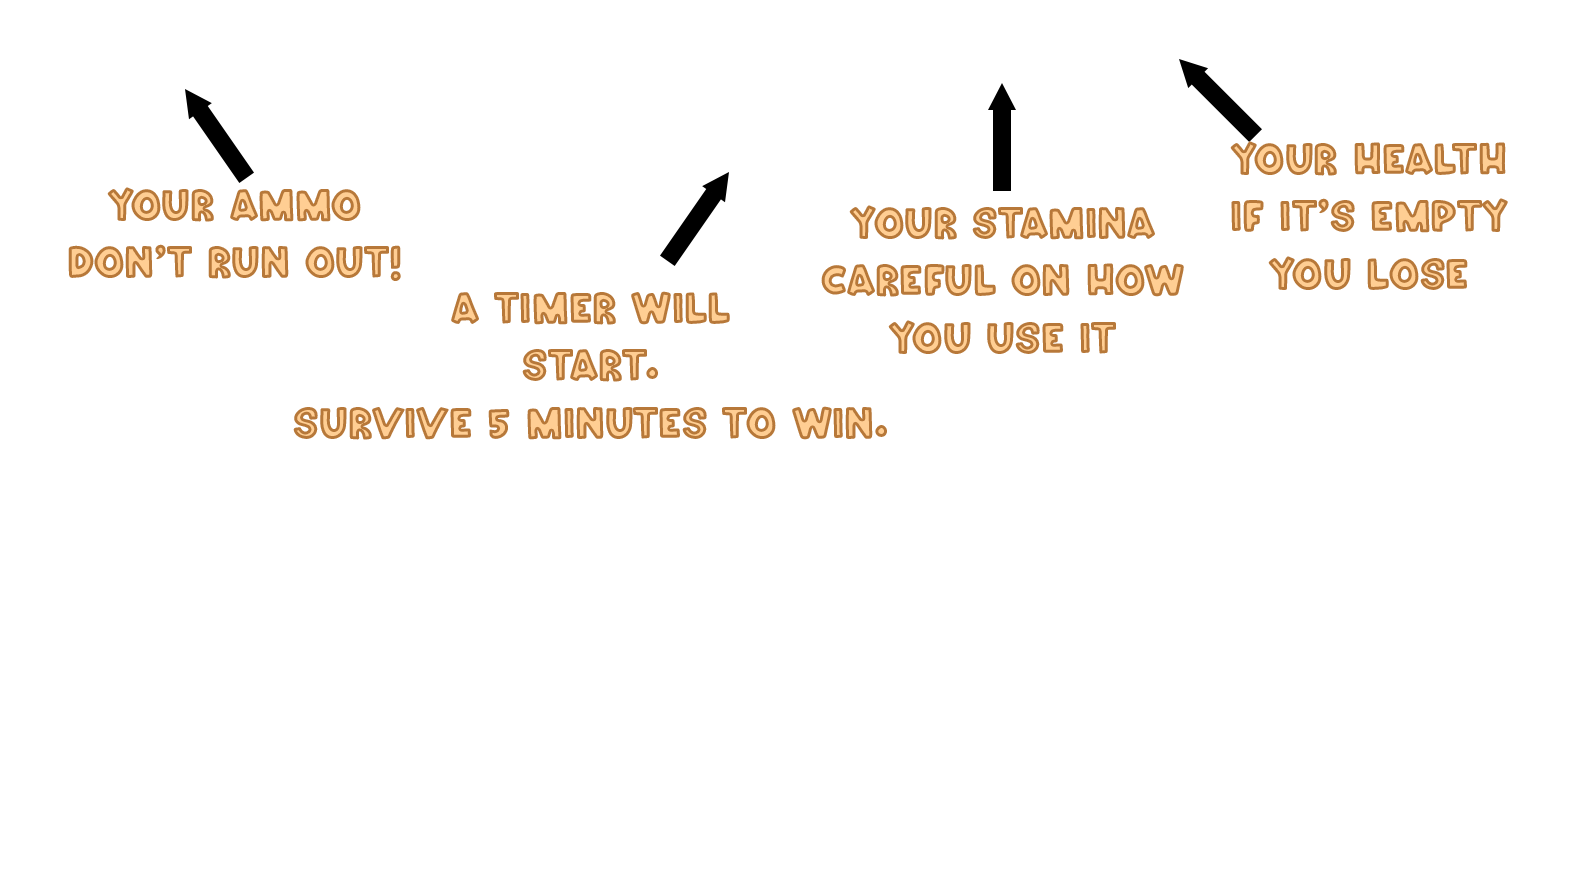 YOUR AMMO
DON'T RUN OUT!
A TIMER WILL
START.
SURVIVE 5 MINUTES TO WIN.
YOUR STAMINA
CAREFUL ON HOW
YOU USE IT
YOUR HEALTH
IF IT'S EMPTY
YOU LOSE